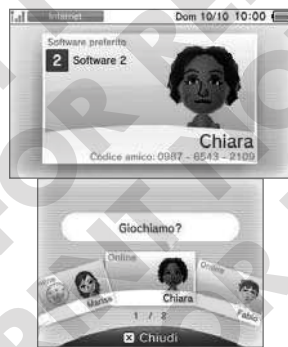 Internet
Dom 10/10 10:00
Software preferito
2 Software 2
Chiara
Codice amico: 0987 - 6543 - 2109
Giochiamo?
Online
Online
Marisa
Chiara
Fabio
1 / 2
Chiudi